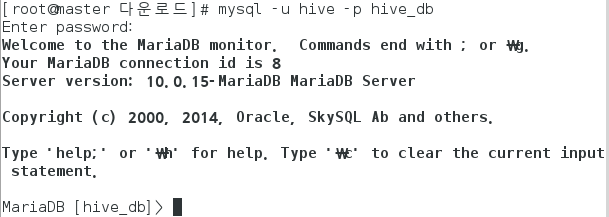 [root@master 다운로드]# mysql -u hive -p hive_db
Enter password:
Welcome to the MariaDB monitor.  Commands end with ; or ₩g.
Your MariaDB connection id is 8
Server version: 10.0.15-MariaDB MariaDB Server
Copyright (c) 2000, 2014, Oracle, SkySQL Ab and others.
Type 'help;' or '₩h' for help. Type '₩c' to clear the current input
statement.
MariaDB [hive_db]>